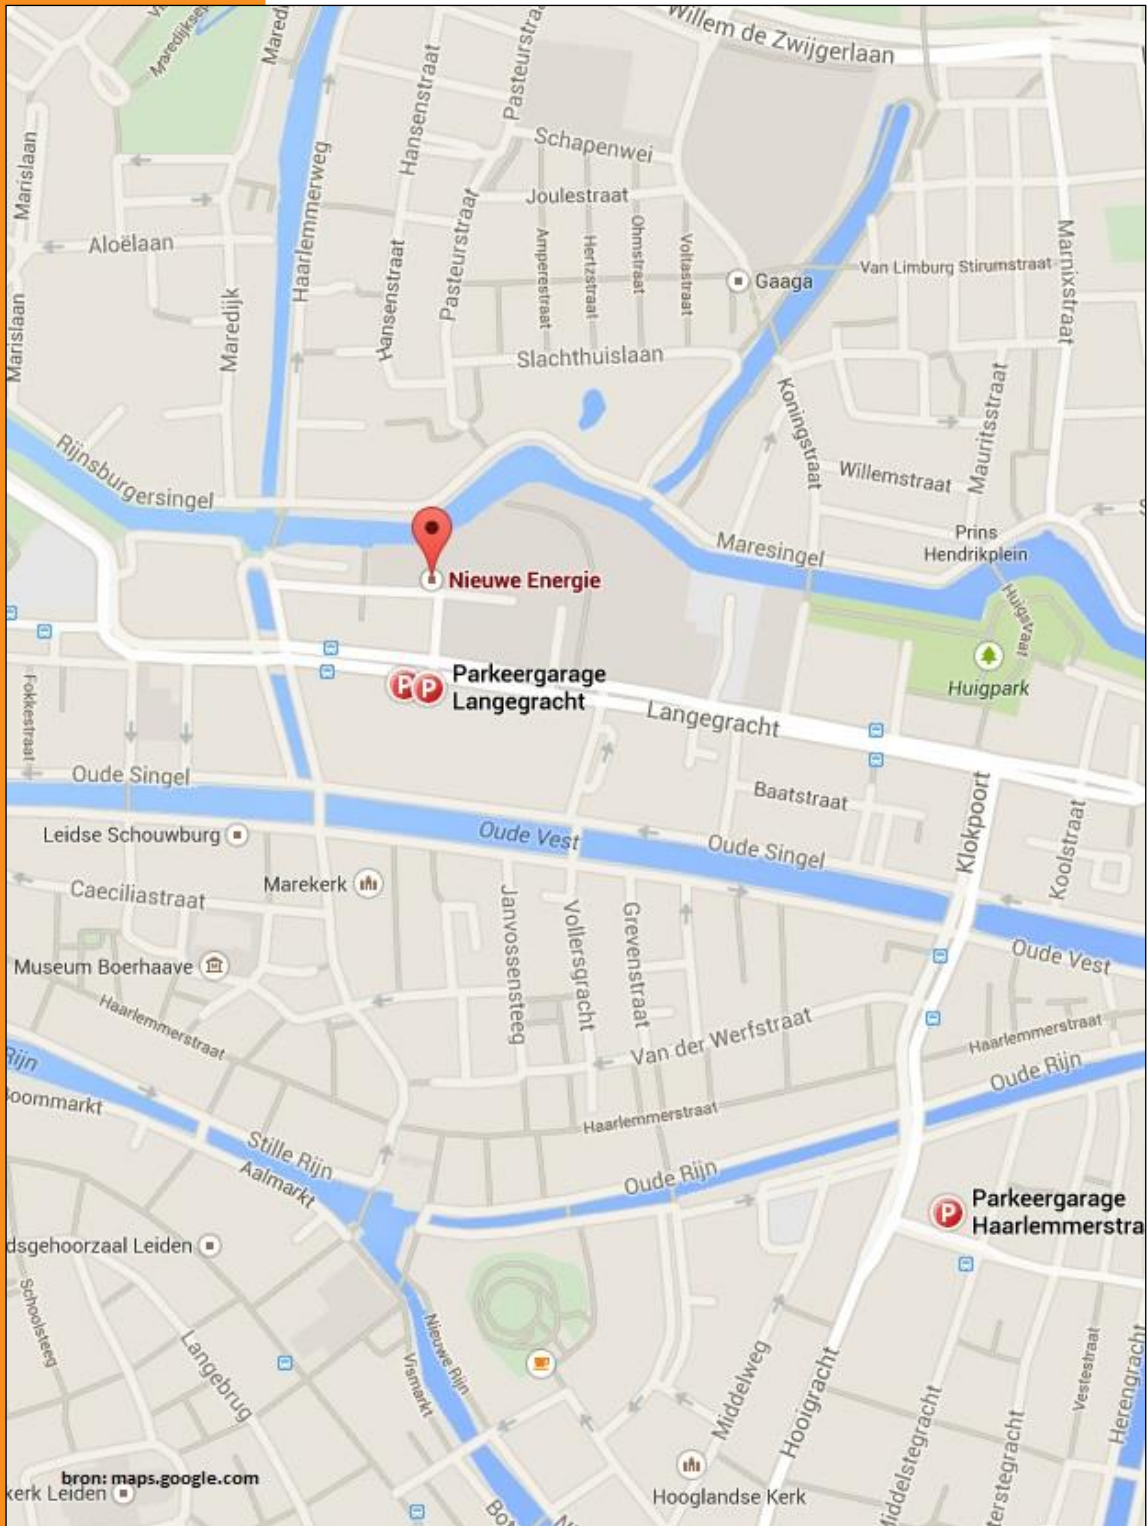 Willem de Zwijgerlaan
Maredijksepad
Hansenstraat
Schapenwei
Marislaan
Haarlemmerweg
Joulestraat
Pasteurstraat
Aloëlaan
Amperestraat
Hertzstraat
Ohmstraat
Voltastraat
Van Limburg Stirumstraat
Marnixstraat
Gaaga
Hansenstraat
Marislaan
Maredijk
Slachthuislaan
Koningstraat
Mauritsstraat
Rijnsburgersingel
Willemstraat
Maresingel
Prins
Hendrikplein
Nieuwe Energie
Huigstraat
Parkeergarage
Langegracht
P
P
Huigpark
Fokkestraat
Langegracht
Oude Singel
Baatstraat
Klokpoort
Koolstraat
Leidse Schouwburg
Oude Vest
Oude Singel
Marekerk
Caeciliastraat
Janvossensteeg
Vollersgracht
Grevenstraat
Oude Vest
Museum Boerhaave
Haarlemmerstraat
Van der Werfstraat
Haarlemmerstraat
Rijn
Oude Rijn
Haarlemmerstraat
Stille Rijn
Aalmarkt
Oude Rijn
P
Parkeergarage
Haarlemmerstra
dsgehoorzaal Leiden
Schoolsteeg
Langebrug
Nieuwe Rijn
Vismarkt
Middelweg
Hooigracht
Vestestraat
Herengracht
bron: maps.google.com
kerk Leiden
Hooglandse Kerk